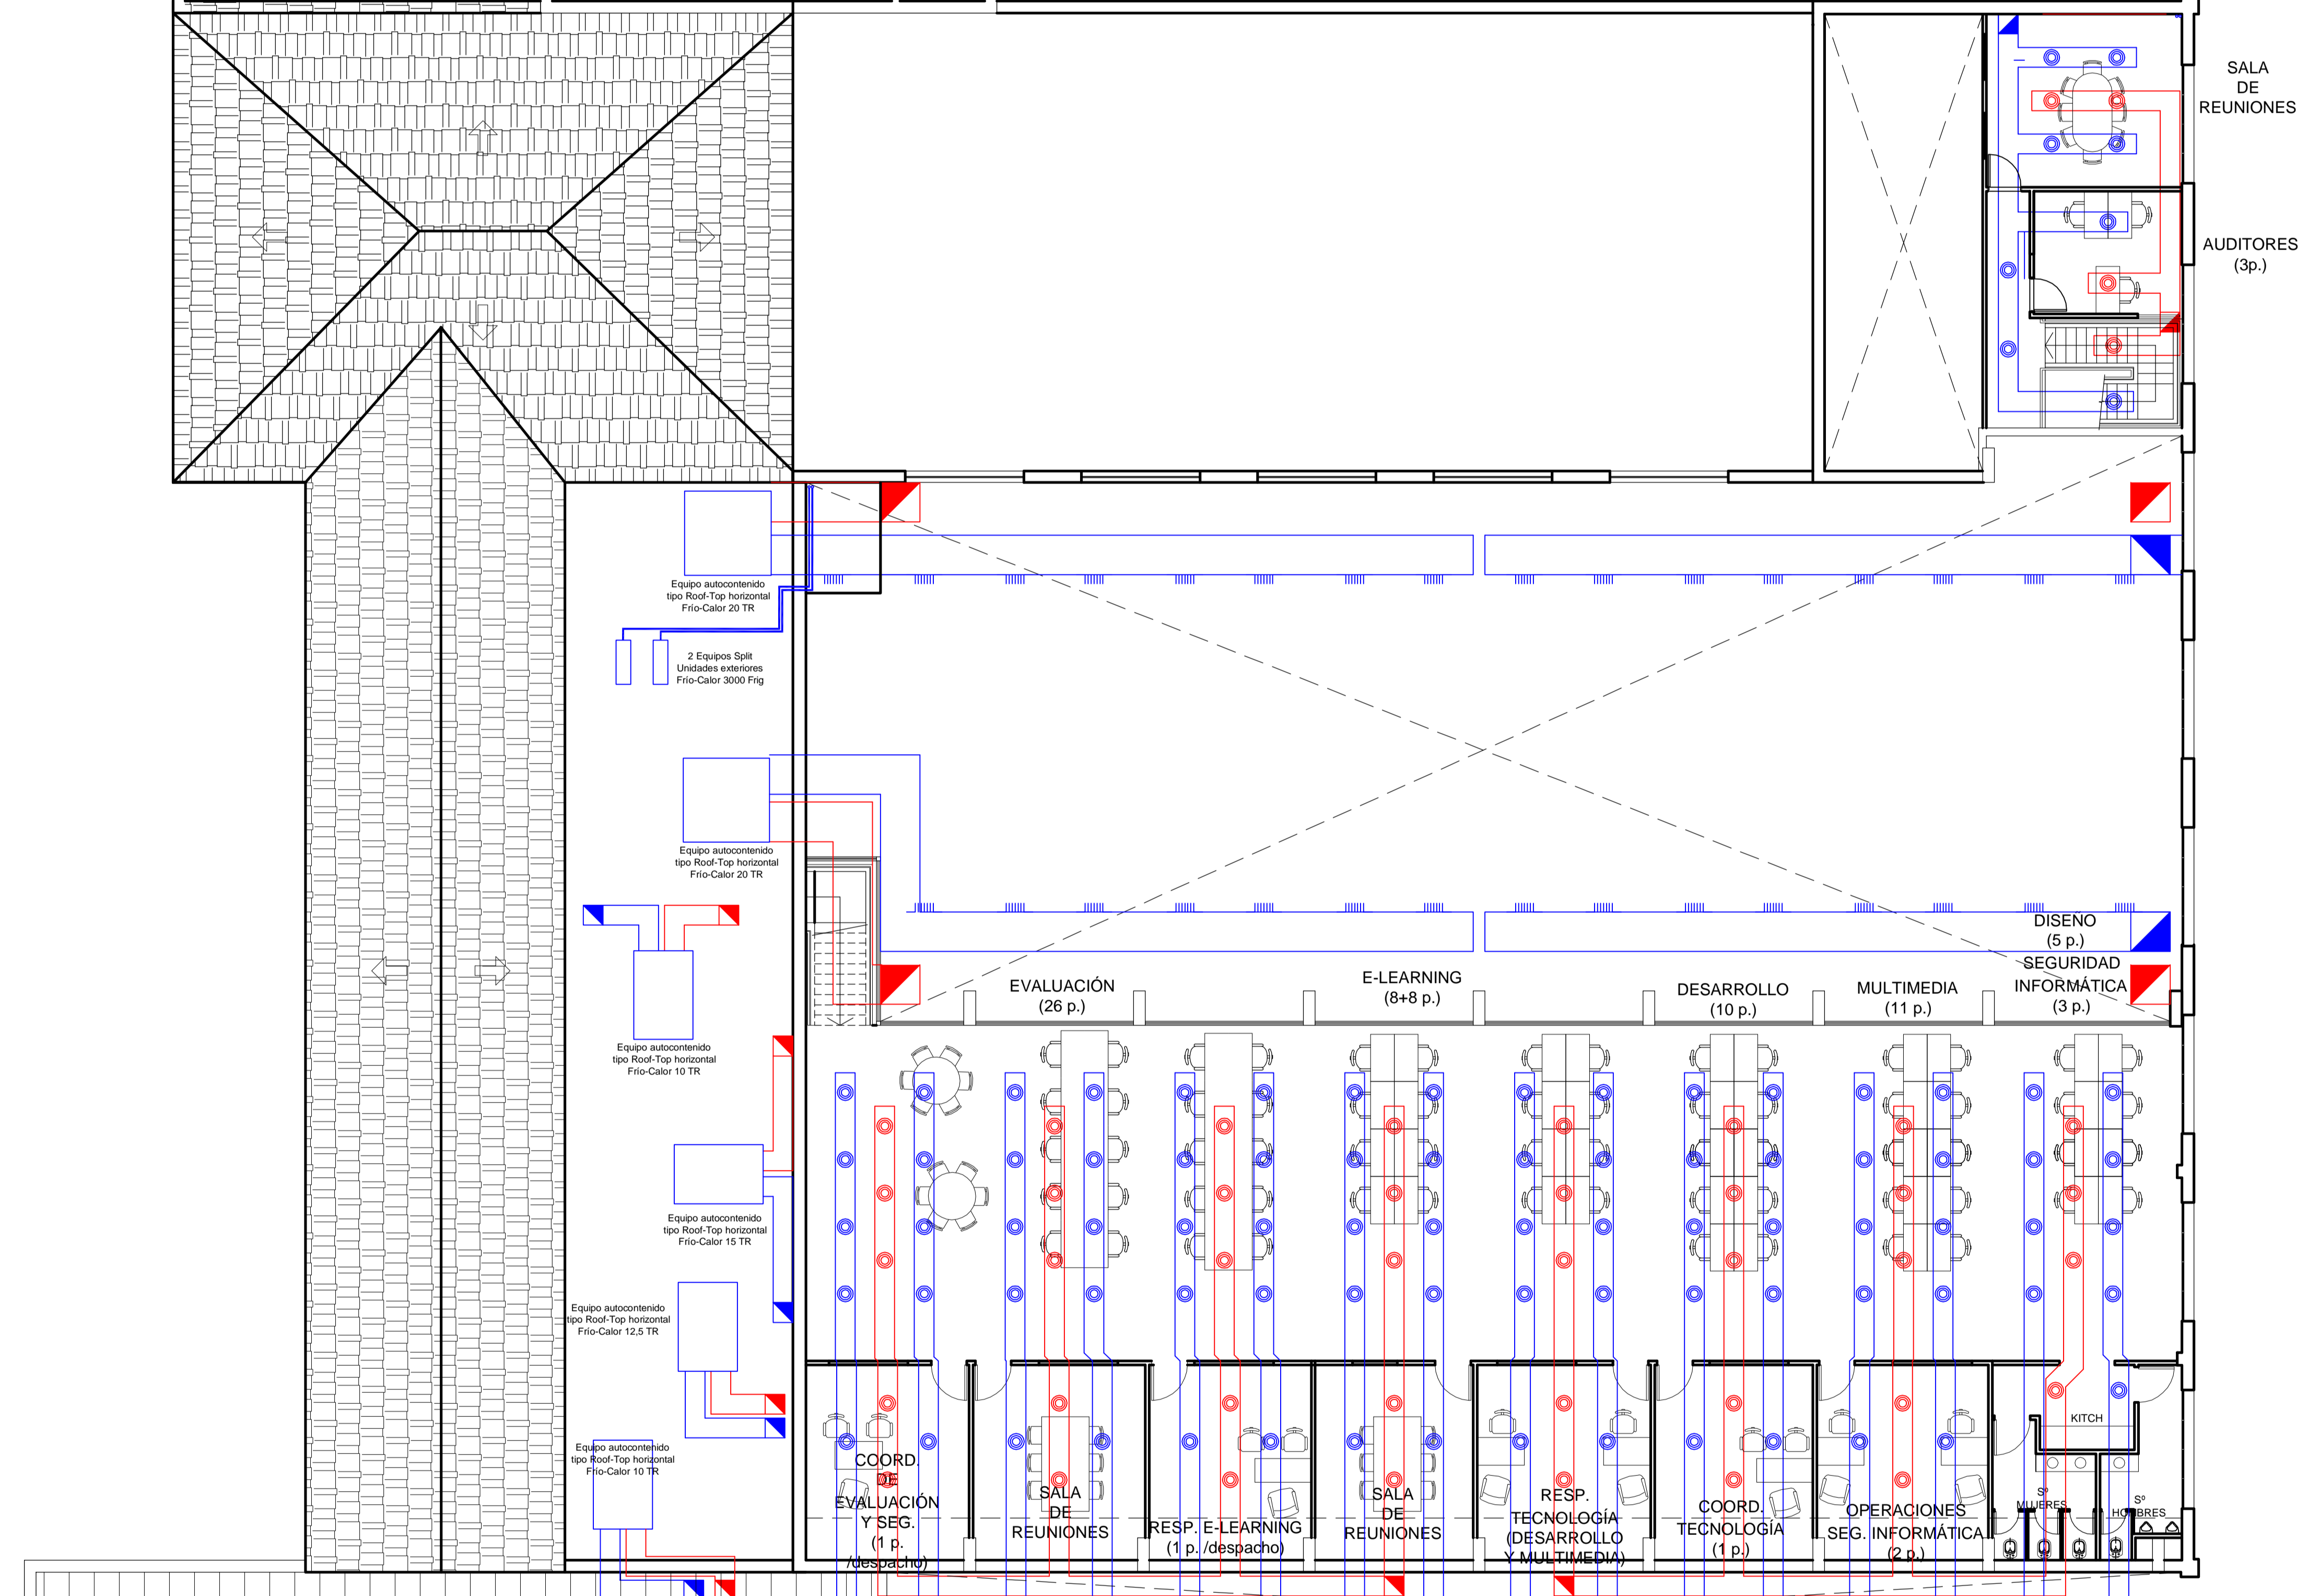 SALA
DE
REUNIONES
AUDITORES
(3p.)
Equipo autocontenido
tipo Roof-Top horizontal
Frío-Calor 20 TR
2 Equipos Split
Unidades exteriores
Frío-Calor 3000 Frig
Equipo autocontenido
tipo Roof-Top horizontal
Frío-Calor 20 TR
Equipo autocontenido
tipo Roof-Top horizontal
Frío-Calor 10 TR
Equipo autocontenido
tipo Roof-Top horizontal
Frío-Calor 15 TR
Equipo autocontenido
tipo Roof-Top horizontal
Frío-Calor 12,5 TR
Equipo autocontenido
tipo Roof-Top horizontal
Frío-Calor 10 TR
EVALUACIÓN
(26 p.)
E-LEARNING
(8+8 p.)
DESARROLLO
(10 p.)
MULTIMEDIA
(11 p.)
DISEÑO
(5 p.)
SEGURIDAD
INFORMÁTICA
(3 p.)
COORD.
DE
EVALUACIÓN
Y SEG.
(1 p.
/despacho)
SALA
DE
REUNIONES
RESP. E-LEARNING
(1 p. /despacho)
SALA
DE
REUNIONES
RESP.
TECNOLOGÍA
(DESARROLLO
Y MULTIMEDIA)
COORD.
TECNOLOGÍA
(1 p.)
OPERACIONES
SEG. INFORMÁTICA
(2 p.)
KITCH
Sº
MUJERES
Sº
HOMBRES